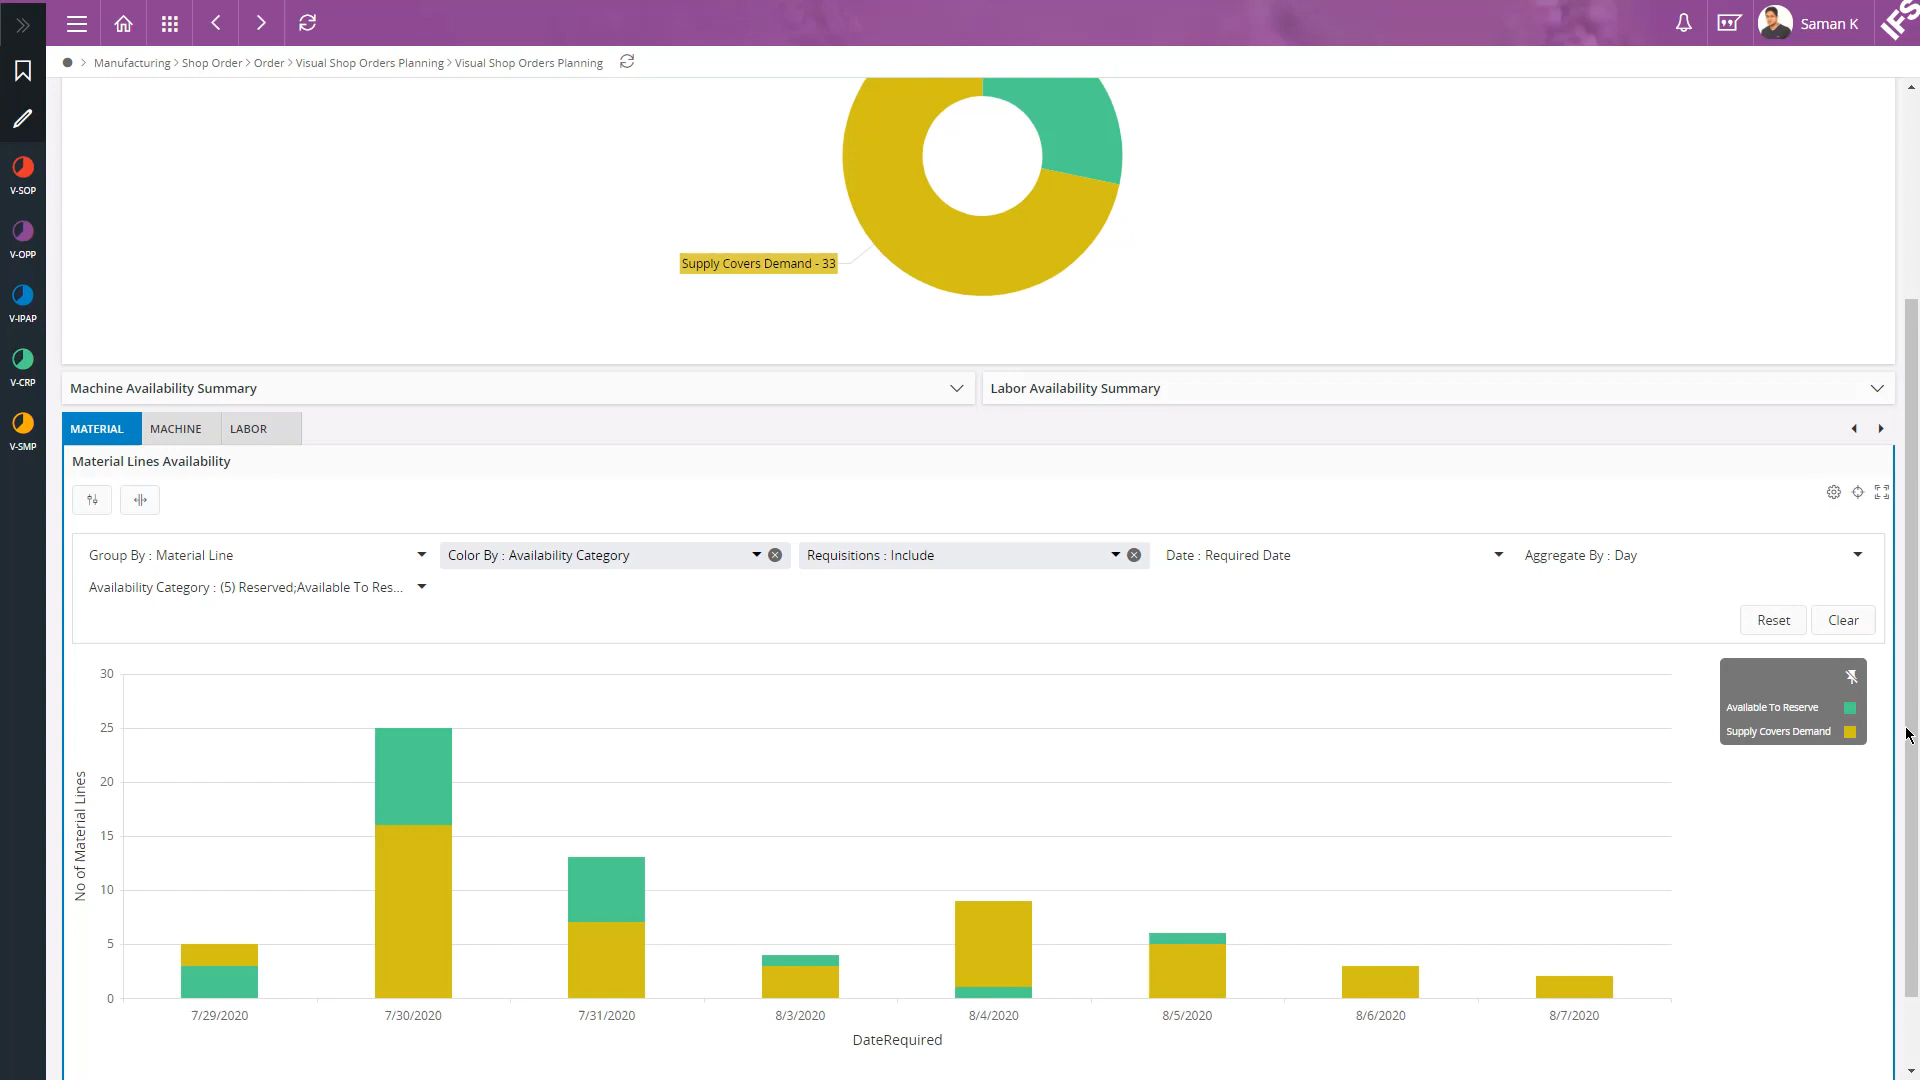 Saman K
IFS
Manufacturing > Shop Order > Order > Visual Shop Orders Planning > Visual Shop Orders Planning
V-SOP
V-OPP
V-IPAP
V-CRP
V-SMP
Supply Covers Demand - 33
Machine Availability Summary
Labor Availability Summary
MATERIAL
MACHINE
LABOR
Material Lines Availability
Group By : Material Line
Color By : Availability Category
Requisitions : Include
Date : Required Date
Aggregate By : Day
Availability Category : (5) Reserved;Available To Res...
Reset
Clear
30
25
20
15
10
5
0
No of Material Lines
Available To Reserve
Supply Covers Demand
7/29/2020
7/30/2020
7/31/2020
8/3/2020
8/4/2020
8/5/2020
8/6/2020
8/7/2020
DateRequired